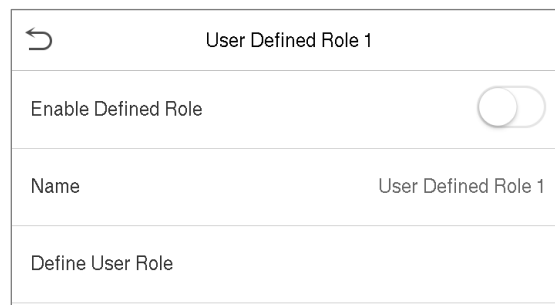 User Defined Role 1
Enable Defined Role
Name User Defined Role 1
Define User Role